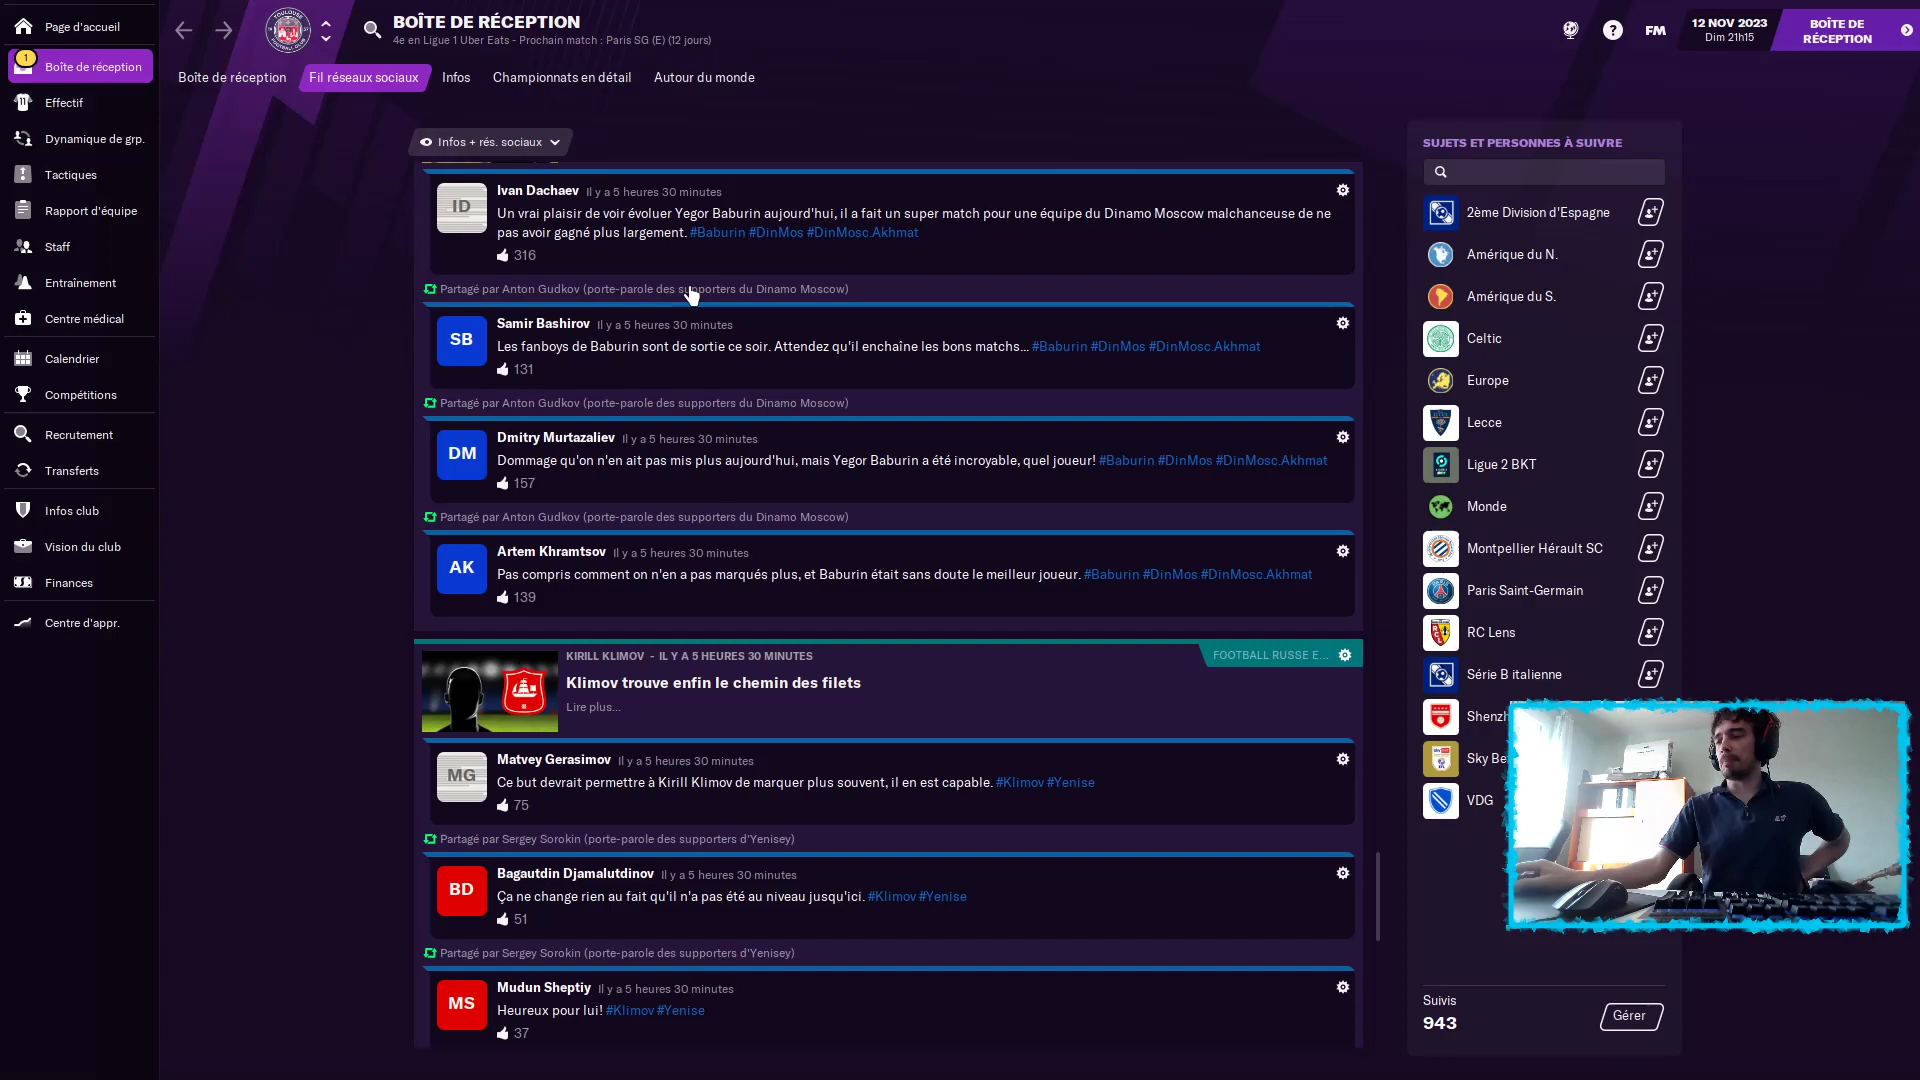 Page d'accueil
1
Boîte de réception
Effectif
Dynamique de grp.
Tactiques
Rapport d'équipe
Staff
Entraînement
Centre médical
Calendrier
Compétitions
Recrutement
Transferts
Infos club
Vision du club
Finances
Centre d'appr.
BOÎTE DE RÉCEPTION
4e en Ligue 1 Uber Eats - Prochain match : Paris SG (E) (12 jours)
FM
12 NOV 2023
Dim 21h15
BOÎTE DE
RÉCEPTION
Boîte de réception
Fil réseaux sociaux
Infos
Championnats en détail
Autour du monde
Infos + rés. sociaux
ID
Ivan Dachaev Il y a 5 heures 30 minutes
Un vrai plaisir de voir évoluer Yegor Baburin aujourd'hui, il a fait un super match pour une équipe du Dinamo Moscow malchanceuse de ne
pas avoir gagné plus largement. #Baburin #DinMos #DinMosc.Akhmat
316
Partagé par Anton Gudkov (porte-parole des supporters du Dinamo Moscow)
SB
Samir Bashirov Il y a 5 heures 30 minutes
Les fanboys de Baburin sont de sortie ce soir. Attendez qu'il enchaîne les bons matchs... #Baburin #DinMos #DinMosc.Akhmat
131
Partagé par Anton Gudkov (porte-parole des supporters du Dinamo Moscow)
DM
Dmitry Murtazaliev Il y a 5 heures 30 minutes
Dommage qu'on n'en ait pas mis plus aujourd'hui, mais Yegor Baburin a été incroyable, quel joueur! #Baburin #DinMos #DinMosc.Akhmat
157
Partagé par Anton Gudkov (porte-parole des supporters du Dinamo Moscow)
AK
Artem Khramtsov Il y a 5 heures 30 minutes
Pas compris comment on n'en a pas marqués plus, et Baburin était sans doute le meilleur joueur. #Baburin #DinMos #DinMosc.Akhmat
139
KIRILL KLIMOV - IL Y A 5 HEURES 30 MINUTES
FOOTBALL RUSSE E...
Klimov trouve enfin le chemin des filets
Lire plus...
MG
Matvey Gerasimov Il y a 5 heures 30 minutes
Ce but devrait permettre à Kirill Klimov de marquer plus souvent, il en est capable. #Klimov #Yenise
75
Partagé par Sergey Sorokin (porte-parole des supporters d'Yenisey)
BD
Bagautdin Djamalutdinov Il y a 5 heures 30 minutes
Ça ne change rien au fait qu'il n'a pas été au niveau jusqu'ici. #Klimov #Yenise
51
Partagé par Sergey Sorokin (porte-parole des supporters d'Yenisey)
MS
Mudun Sheptiy Il y a 5 heures 30 minutes
Heureux pour lui! #Klimov #Yenise
37
SUJETS ET PERSONNES À SUIVRE
2ème Division d'Espagne
Amérique du N.
Amérique du S.
Celtic
Europe
Lecce
Ligue 2 BKT
Monde
Montpellier Hérault SC
Paris Saint-Germain
RC Lens
Série B italienne
Shenzh
Sky Be
VDG
Suivis
943
Gérer